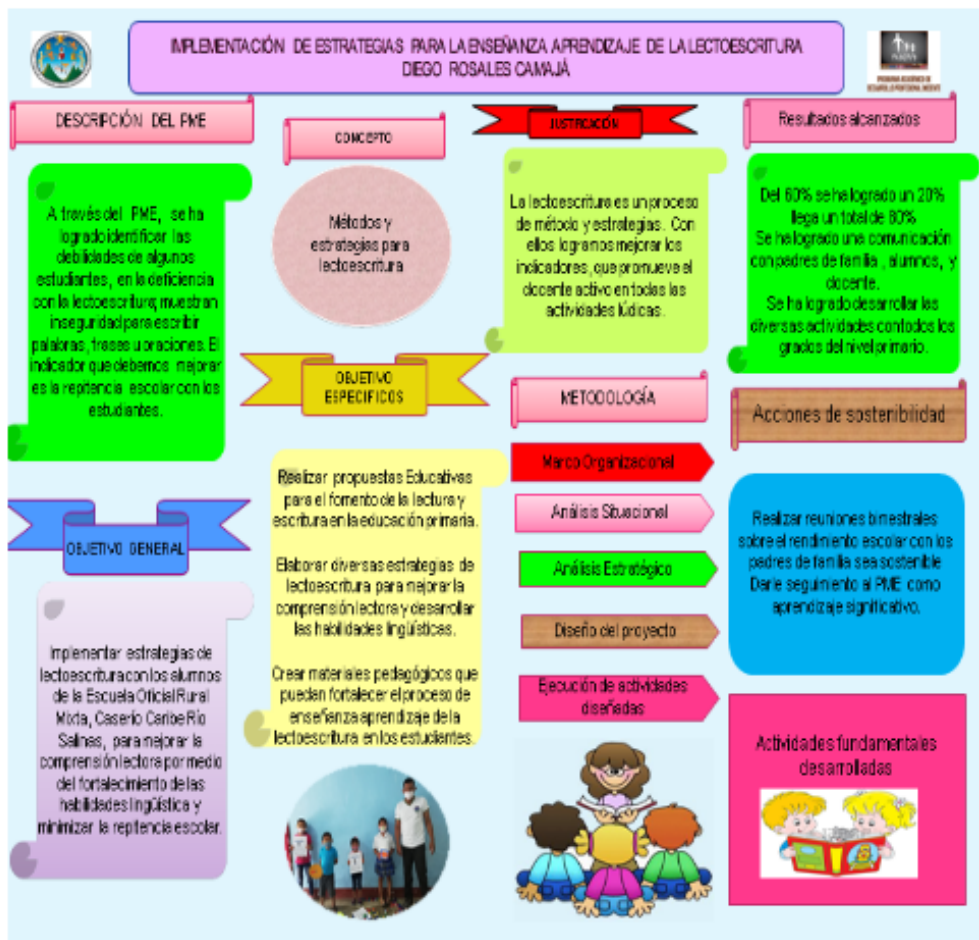 IMPLEMENTACIÓN DE ESTRATEGIAS PARA LA ENSEÑANZA APRENDIZAJE DE LA LECTOESCRITURA
DIEGO ROSALES CAMAJÁ
PROGRAMA ACADÉMICO DE
DESARROLLO PROFESIONAL DOCENTE
DESCRIPCIÓN DEL PME
A través del PME, se ha
logrado identificar las
debilidades de algunos
estudiantes, en la deficiencia
con la lectoescritura; muestran
inseguridad para escribir
palabras, frases u oraciones. El
indicador que debemos mejorar
es la repitencia escolar con los
estudiantes.
OBJETIVO GENERAL
Implementar estrategias de
lectoescritura con los alumnos
de la Escuela Oficial Rural
Mixta, Caserío Caribe Río
Salinas, para mejorar la
comprensión lectora por medio
del fortalecimiento de las
habilidades lingüística y
minimizar la repitencia escolar.
CONCEPTO
Métodos y
estrategias para
lectoescritura
OBJETIVO
ESPECIFICOS
Realizar propuestas Educativas
para el fomento de la lectura y
escritura en la educación primaria.
Elaborar diversas estrategias de
lectoescritura para mejorar la
comprensión lectora y desarrollar
las habilidades lingüísticas.
Crear materiales pedagógicos que
puedan fortalecer el proceso de
enseñanza aprendizaje de la
lectoescritura en los estudiantes.
JUSTIFICACIÓN
La lectoescritura es un proceso
de método y estrategias. Con
ellos logramos mejorar los
indicadores, que promueve el
docente activo en todas las
actividades lúdicas.
METODOLOGÍA
Marco Organizacional
Análisis Situacional
Análisis Estratégico
Diseño del proyecto
Ejecución de actividades
diseñadas
Resultados alcanzados
Del 60% se ha logrado un 20%
llega un total de 80%
Se ha logrado una comunicación
con padres de familia, alumnos, y
docente.
Se ha logrado desarrollar las
diversas actividades con todos los
grados del nivel primario.
Acciones de sostenibilidad
Realizar reuniones bimestrales
sobre el rendimiento escolar con los
padres de familia sea sostenible
Darle seguimiento al PME como
aprendizaje significativo.
Actividades fundamentales
desarrolladas